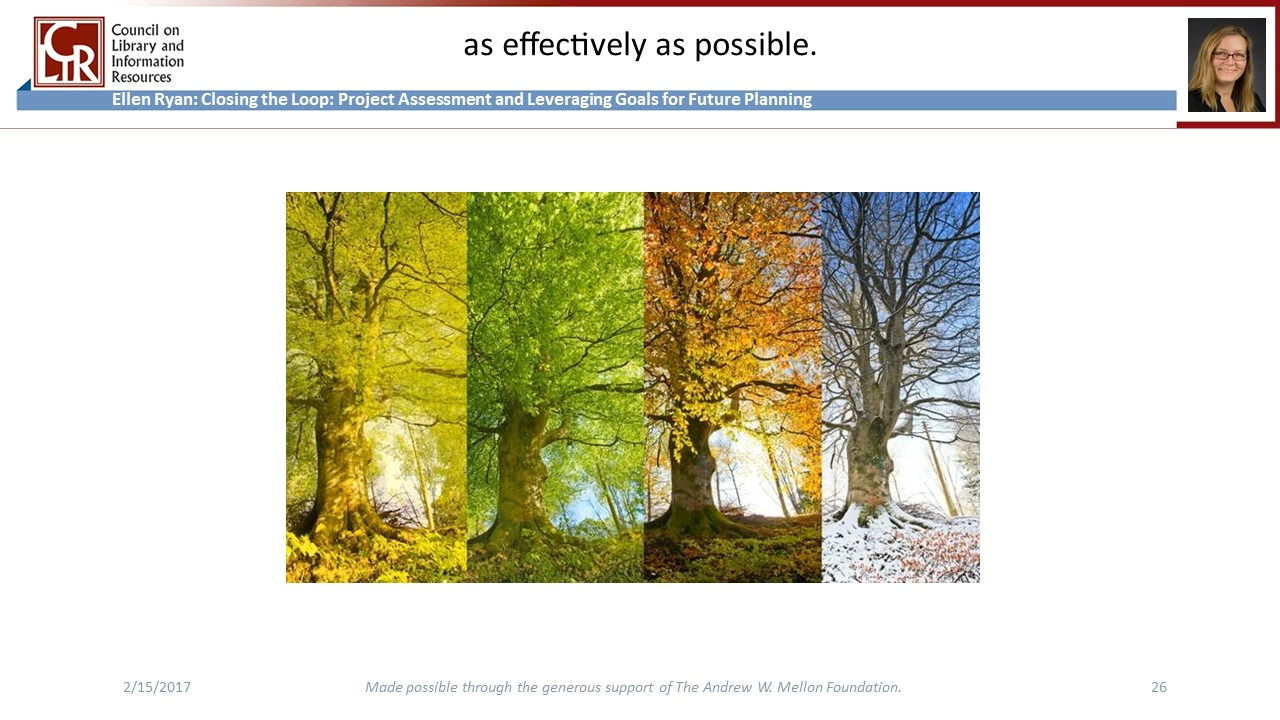 CLIR
Council on
Library and
Information
Resources
as effectively as possible.
Ellen Ryan: Closing the Loop: Project Assessment and Leveraging Goals for Future Planning
2/15/2017
Made possible through the generous support of The Andrew W. Mellon Foundation.
26